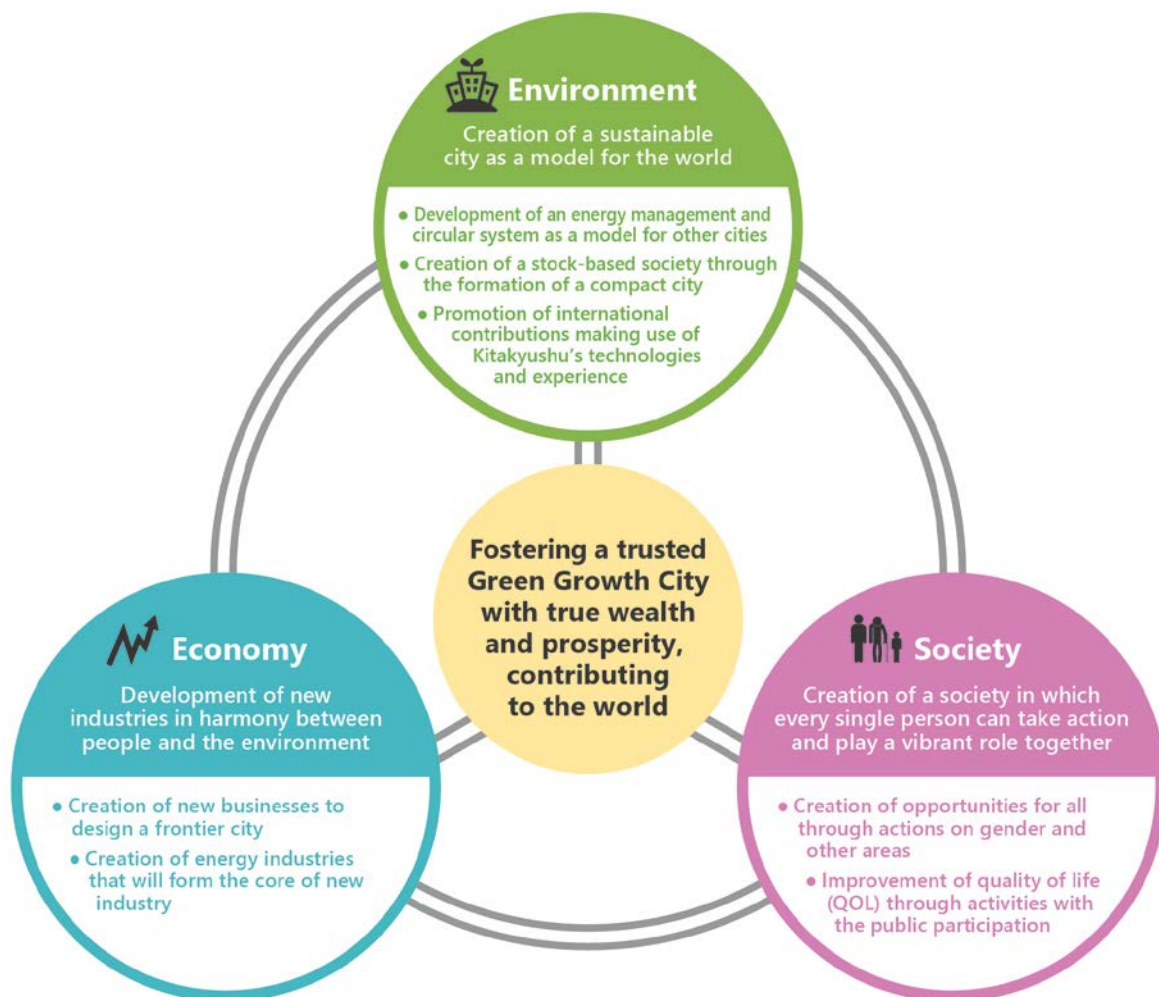 Environment
Creation of a sustainable
city as a model for the world
● Development of an energy management and
circular system as a model for other cities
● Creation of a stock-based society through
the formation of a compact city
● Promotion of international
contributions making use of
Kitakyushu's technologies
and experience
Fostering a trusted
Green Growth City
with true wealth
and prosperity,
contributing
to the world
Economy
Development of new
industries in harmony between
people and the environment
● Creation of new businesses to
design a frontier city
● Creation of energy industries
that will form the core of new
industry
Society
Creation of a society in which
every single person can take action
and play a vibrant role together
● Creation of opportunities for all
through actions on gender and
other areas
● Improvement of quality of life
(QOL) through activities with
the public participation